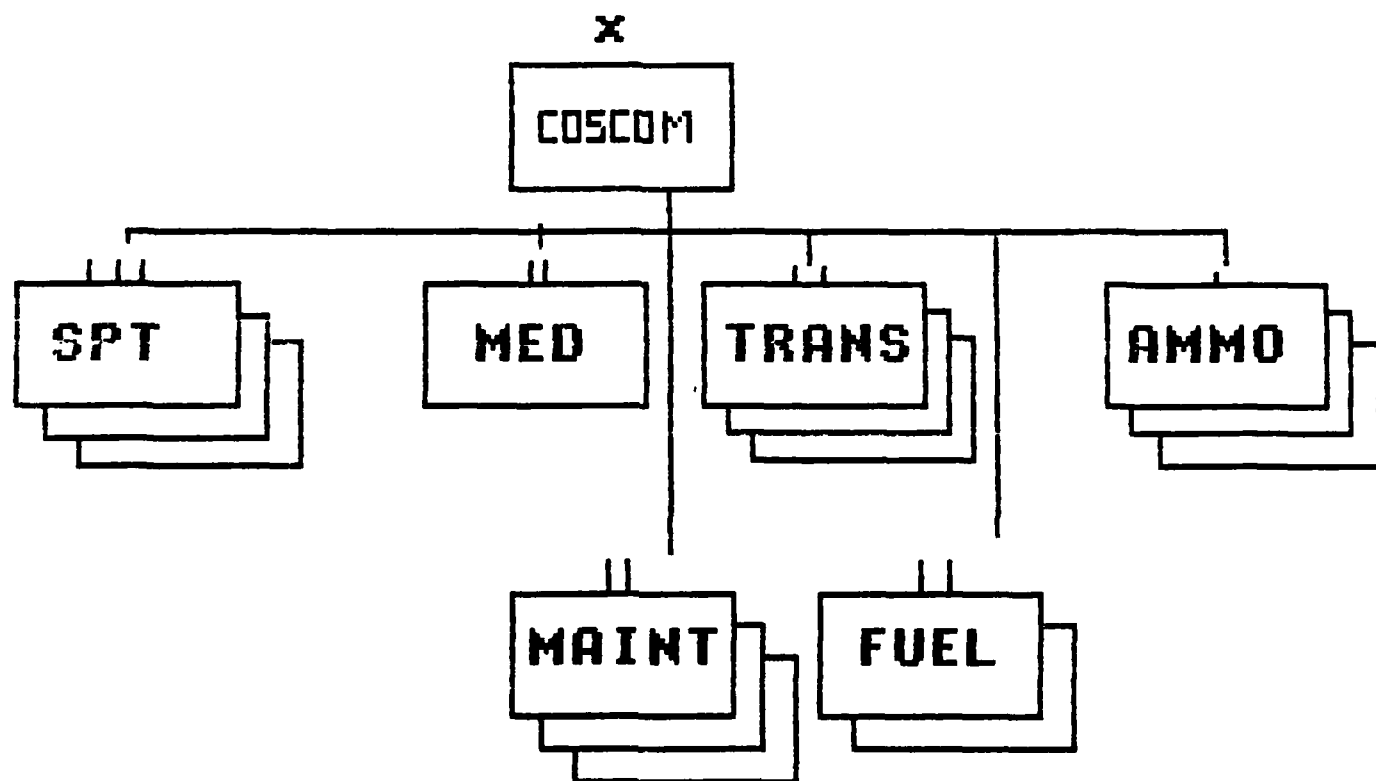 X
COSCOM
SPT
MED
TRANS
AMMO
MAINT
FUEL